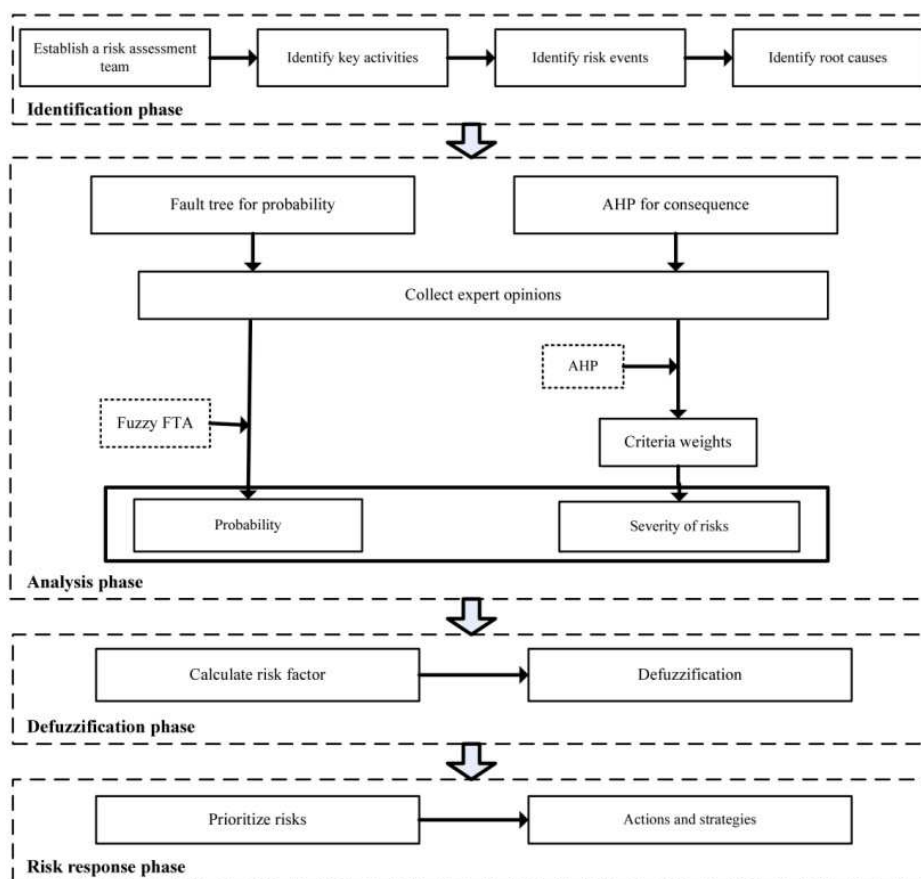 Establish a risk assessment
team
Identify key activities
Identify risk events
Identify root causes
Identification phase
Fault tree for probability
AHP for consequence
Collect expert opinions
AHP
Fuzzy FTA
Criteria weights
Probability
Severity of risks
Analysis phase
Calculate risk factor
Defuzzification
Defuzzification phase
Prioritize risks
Actions and strategies
Risk response phase